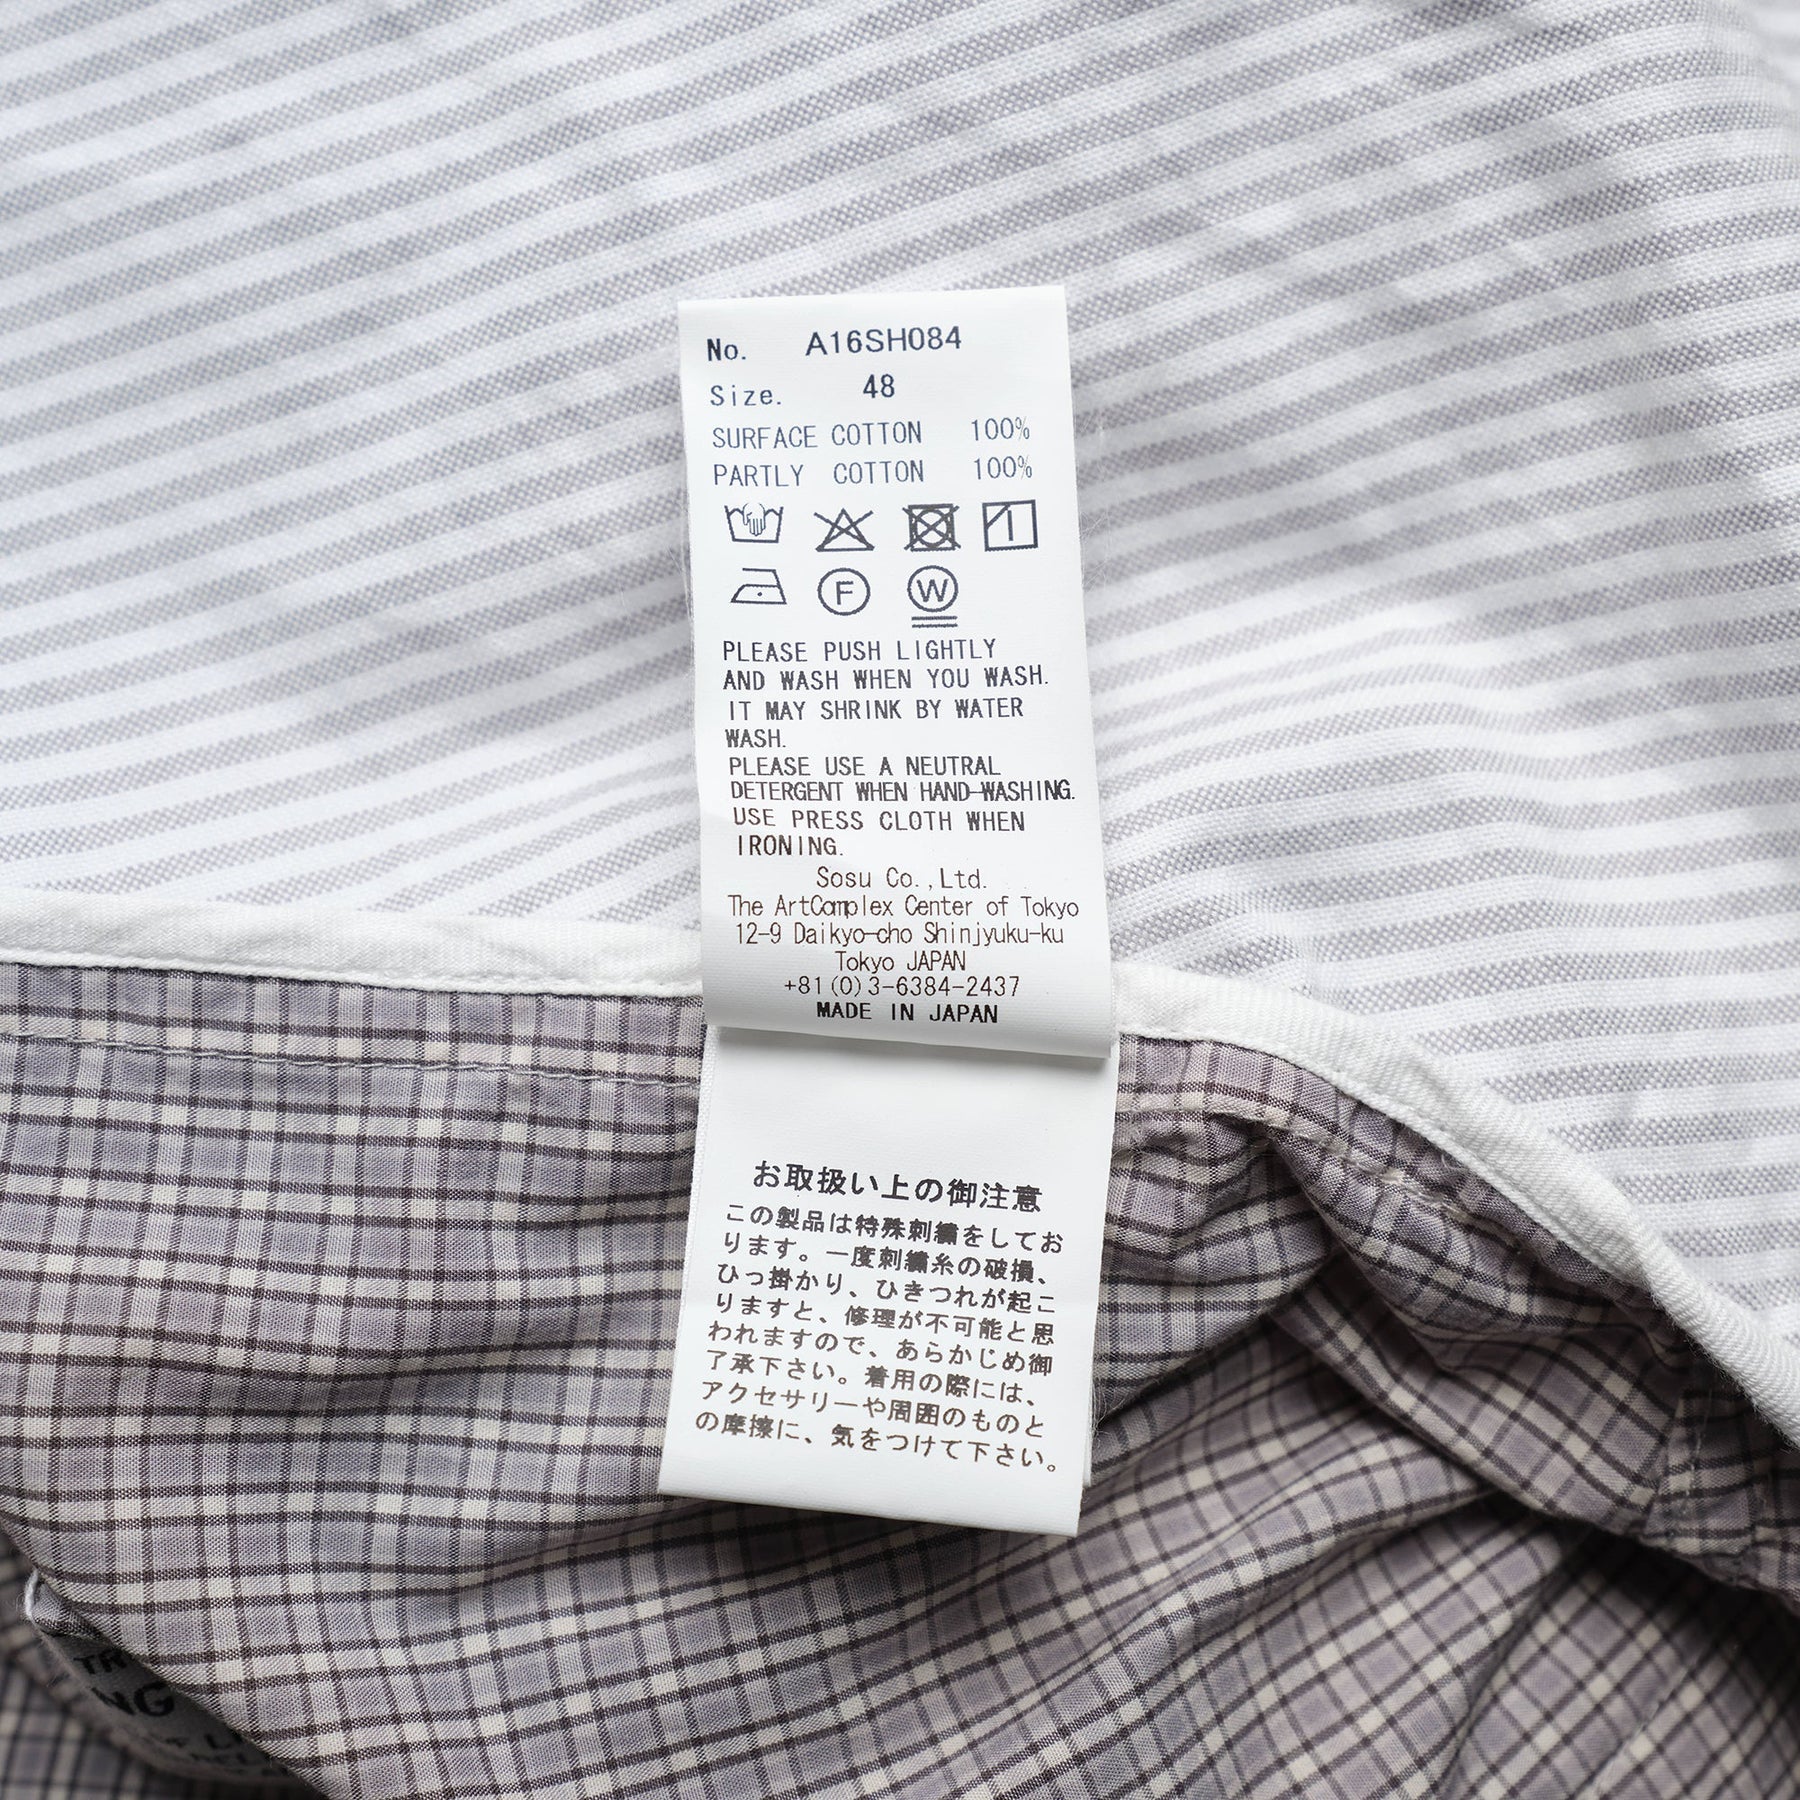 No. A16SH084
Size. 48
SURFACE COTTON 100%
PARTLY COTTON 100%
F W
PLEASE PUSH LIGHTLY
AND WASH WHEN YOU WASH.
IT MAY SHRINK BY WATER
WASH.
PLEASE USE A NEUTRAL
DETERGENT WHEN HAND-WASHING.
USE PRESS CLOTH WHEN
IRONING.
Sosu Co.,Ltd.
The ArtComplex Center of Tokyo
12-9 Daikyo-cho Shinjyuku-ku
Tokyo JAPAN
+81(0)3-6384-2437
MADE IN JAPAN
お取扱い上の御注意
この製品は特殊刺繍をしてお
ります。一度刺繍糸の破損、
ひっ掛かり、ひきつれが起こ
りますと、修理が不可能と思
われますので、あらかじめ御
了承下さい。着用の際には、
アクセサリーや周囲のものと
の摩擦に、気をつけて下さい。